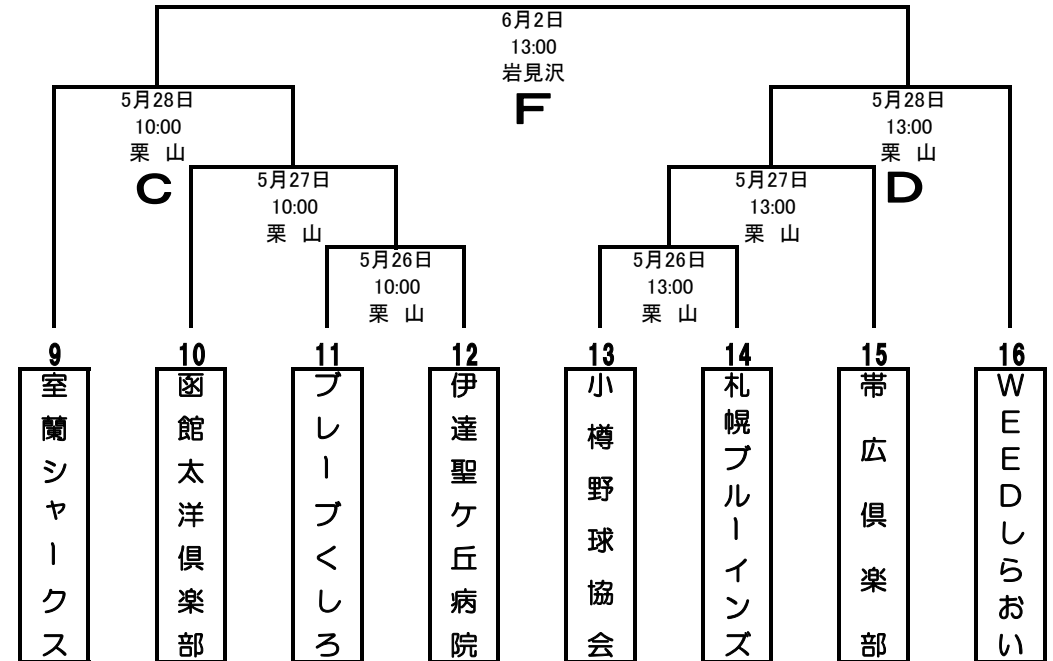 6月2日
13:00
岩見沢
F
5月28日
10:00
栗 山
C
5月28日
13:00
栗 山
D
5月27日
10:00
栗 山
5月27日
13:00
栗 山
5月26日
10:00
栗 山
5月26日
13:00
栗 山
9
室蘭シャークス
10
函館太洋倶楽部
11
ブレーブくしろ
12
伊達聖ケ丘病院
13
小樽野球協会
14
札幌ブルーインズ
15
帯広倶楽部
16
WEEDしらおい